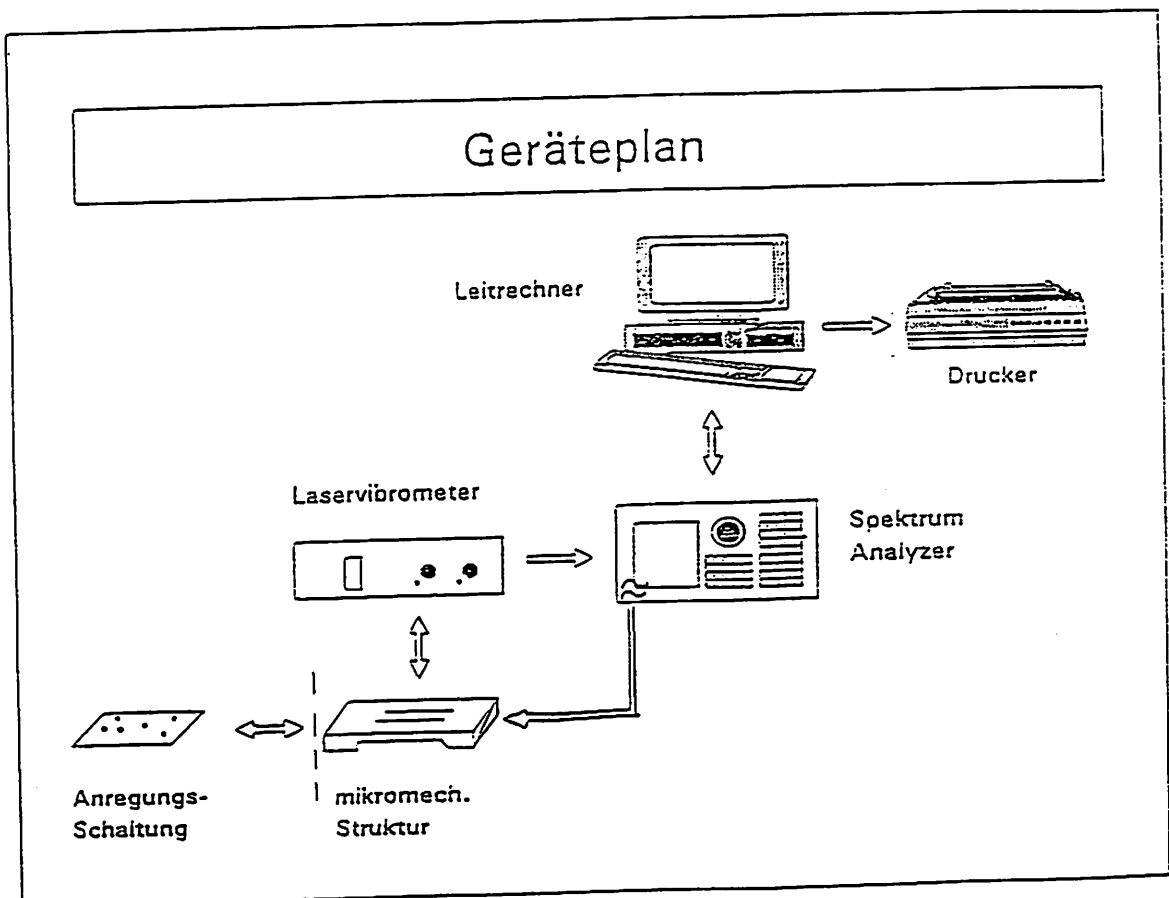 Geräteplan
Leitrechner
Drucker
Laservibrometer
Spektrum
Analyzer
Anregungs-
Schaltung
mikromech.
Struktur